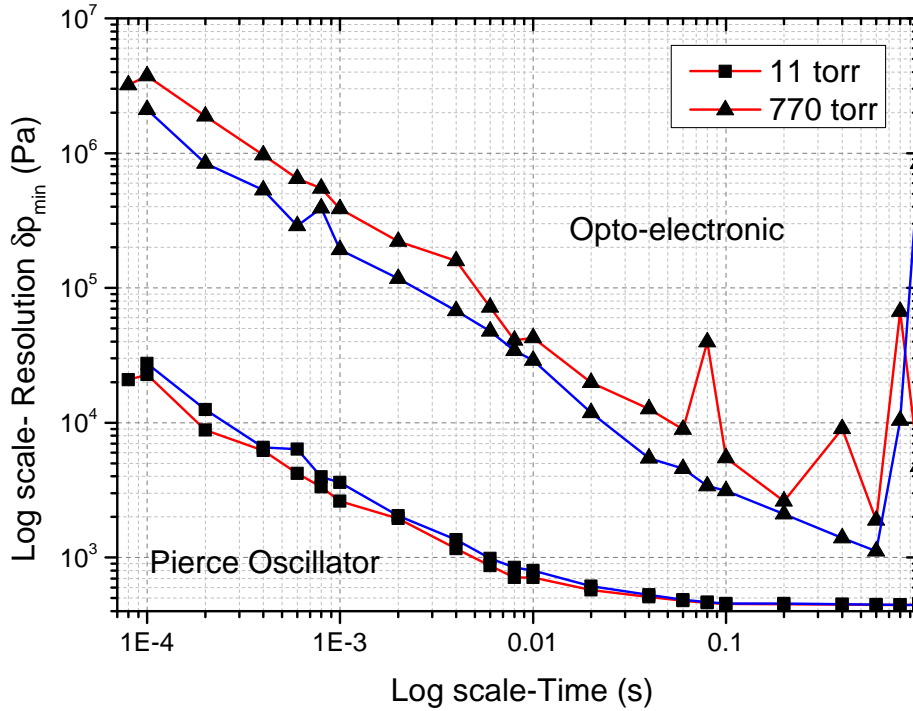 10^7
10^6
10^5
10^4
10^3
Log scale- Resolution δp_min (Pa)
11 torr
770 torr
Opto-electronic
Pierce Oscillator
1E-4
1E-3
0.01
0.1
Log scale-Time (s)